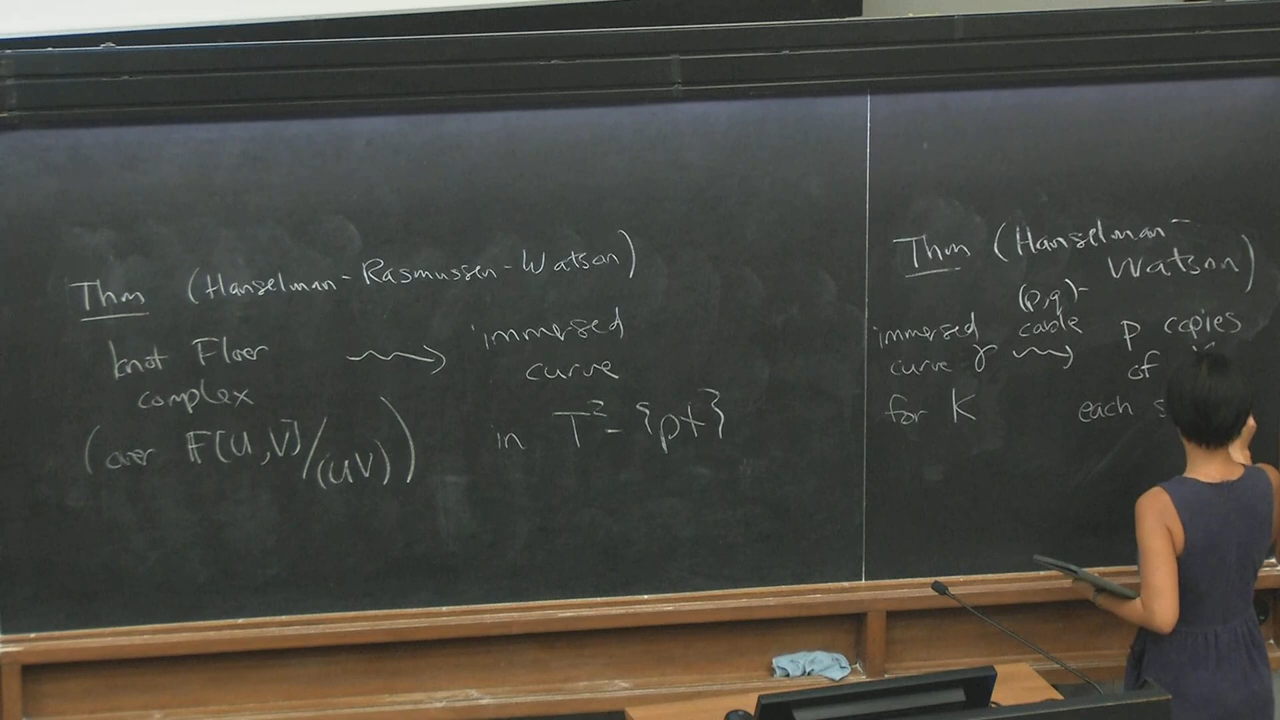 Thm (Hanselman-Rasmussen-Watson)
knot Floer
complex
(over F[U,V]/(UV))
immersed
curve
in T²-{pt}
Thm (Hanselman-
Watson)
immersed
curve γ
for K
(p,q)-
cable
p copies
of
each